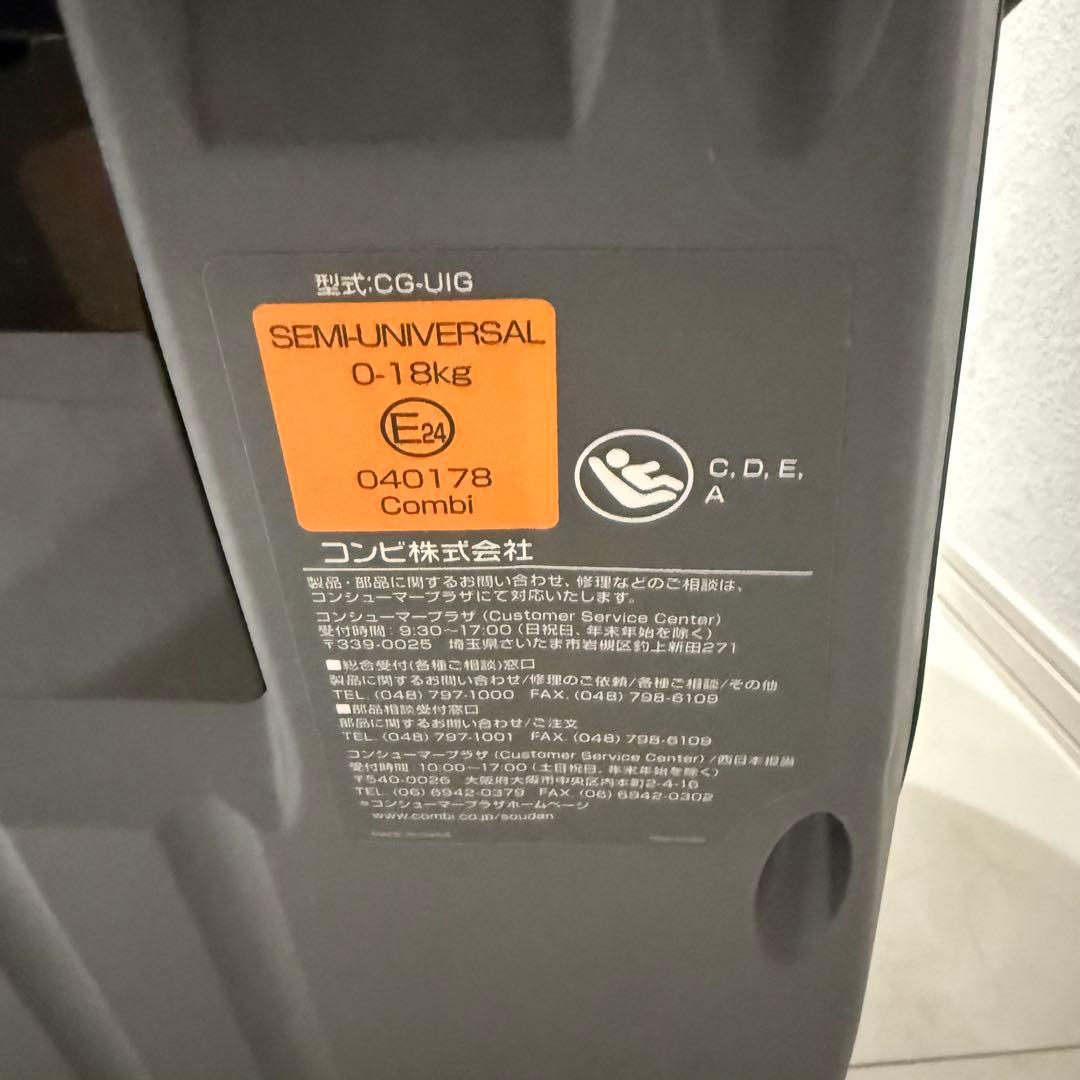 型式:CG-UIG
SEMI-UNIVERSAL
0-18kg
E24
040178
Combi
C, D, E,
A
コンビ株式会社
製品・部品に関するお問い合わせ、修理などのご相談は、
コンシューマープラザにて対応いたします。
コンシューマープラザ (Customer Service Center)
受付時間：9:30～17:00 (日祝日、年末年始を除く)
〒339-0025 埼玉県さいたま市岩槻区釣上新田271
■総合受付(各種ご相談)窓口
製品に関するお問い合わせ/修理のご依頼/各種ご相談/その他
TEL. (048) 797-1000 FAX. (048) 798-6109
■部品相談受付窓口
部品に関するお問い合わせ/ご注文
TEL. (048) 797-1001 FAX. (048) 798-6109
コンシューマープラザ (Customer Service Center) /西日本担当
受付時間：10:00～17:00 (土日祝日、年末年始を除く)
〒540-0026 大阪府大阪市中央区内本町2-4-16
TEL. (06) 6942-0379 FAX. (06) 6942-0302
※コンシューマープラザホームページ
www.combi.co.jp/soudan